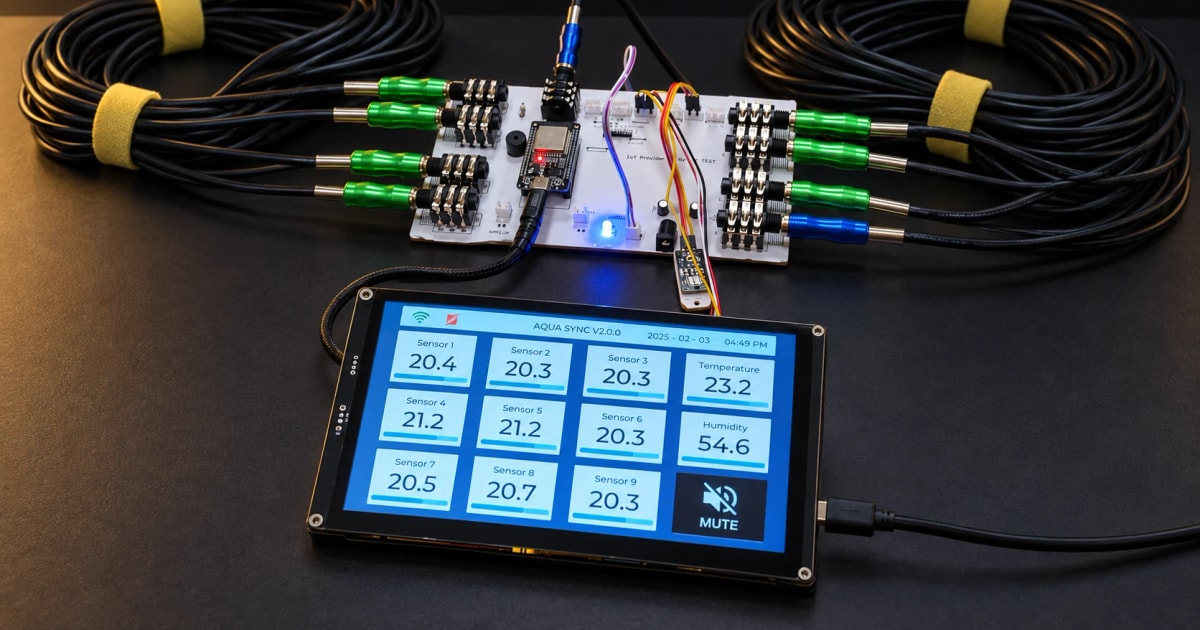 IoT Provider
TEST
AQUA SYNC V2.0.0
2025 - 02 - 03
04:49 PM
Sensor 1
20.4
Sensor 2
20.3
Sensor 3
20.3
Temperature
23.2
Sensor 4
21.2
Sensor 5
21.2
Sensor 6
20.3
Humidity
54.6
Sensor 7
20.5
Sensor 8
20.7
Sensor 9
20.3
MUTE